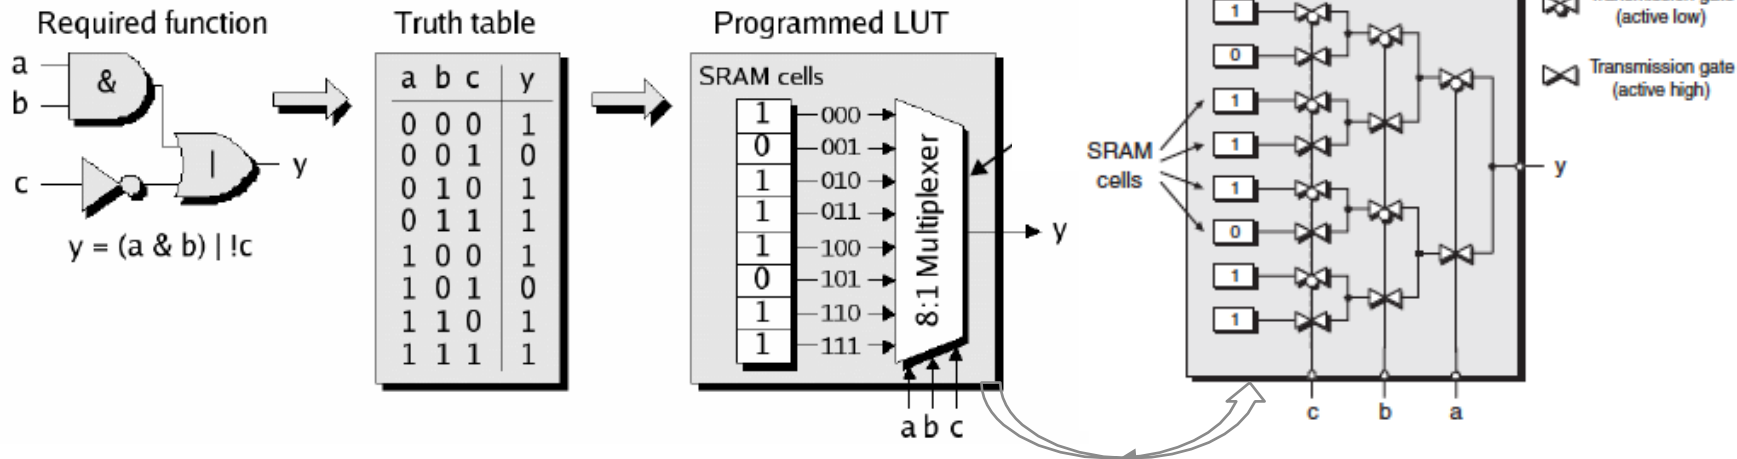 Required function
a
b
&
c
|
y
y = (a & b) | !c
Truth table
a b c y
0 0 0 1
0 0 1 0
0 1 0 1
0 1 1 1
1 0 0 1
1 0 1 0
1 1 0 1
1 1 1 1
Programmed LUT
SRAM cells
1 000
0 001
1 010
1 011
1 100
0 101
1 110
1 111
8:1 Multiplexer
y
a b c
1
0
1
1
1
0
1
1
SRAM
cells
y
c b a
(active low)
Transmission gate
(active high)